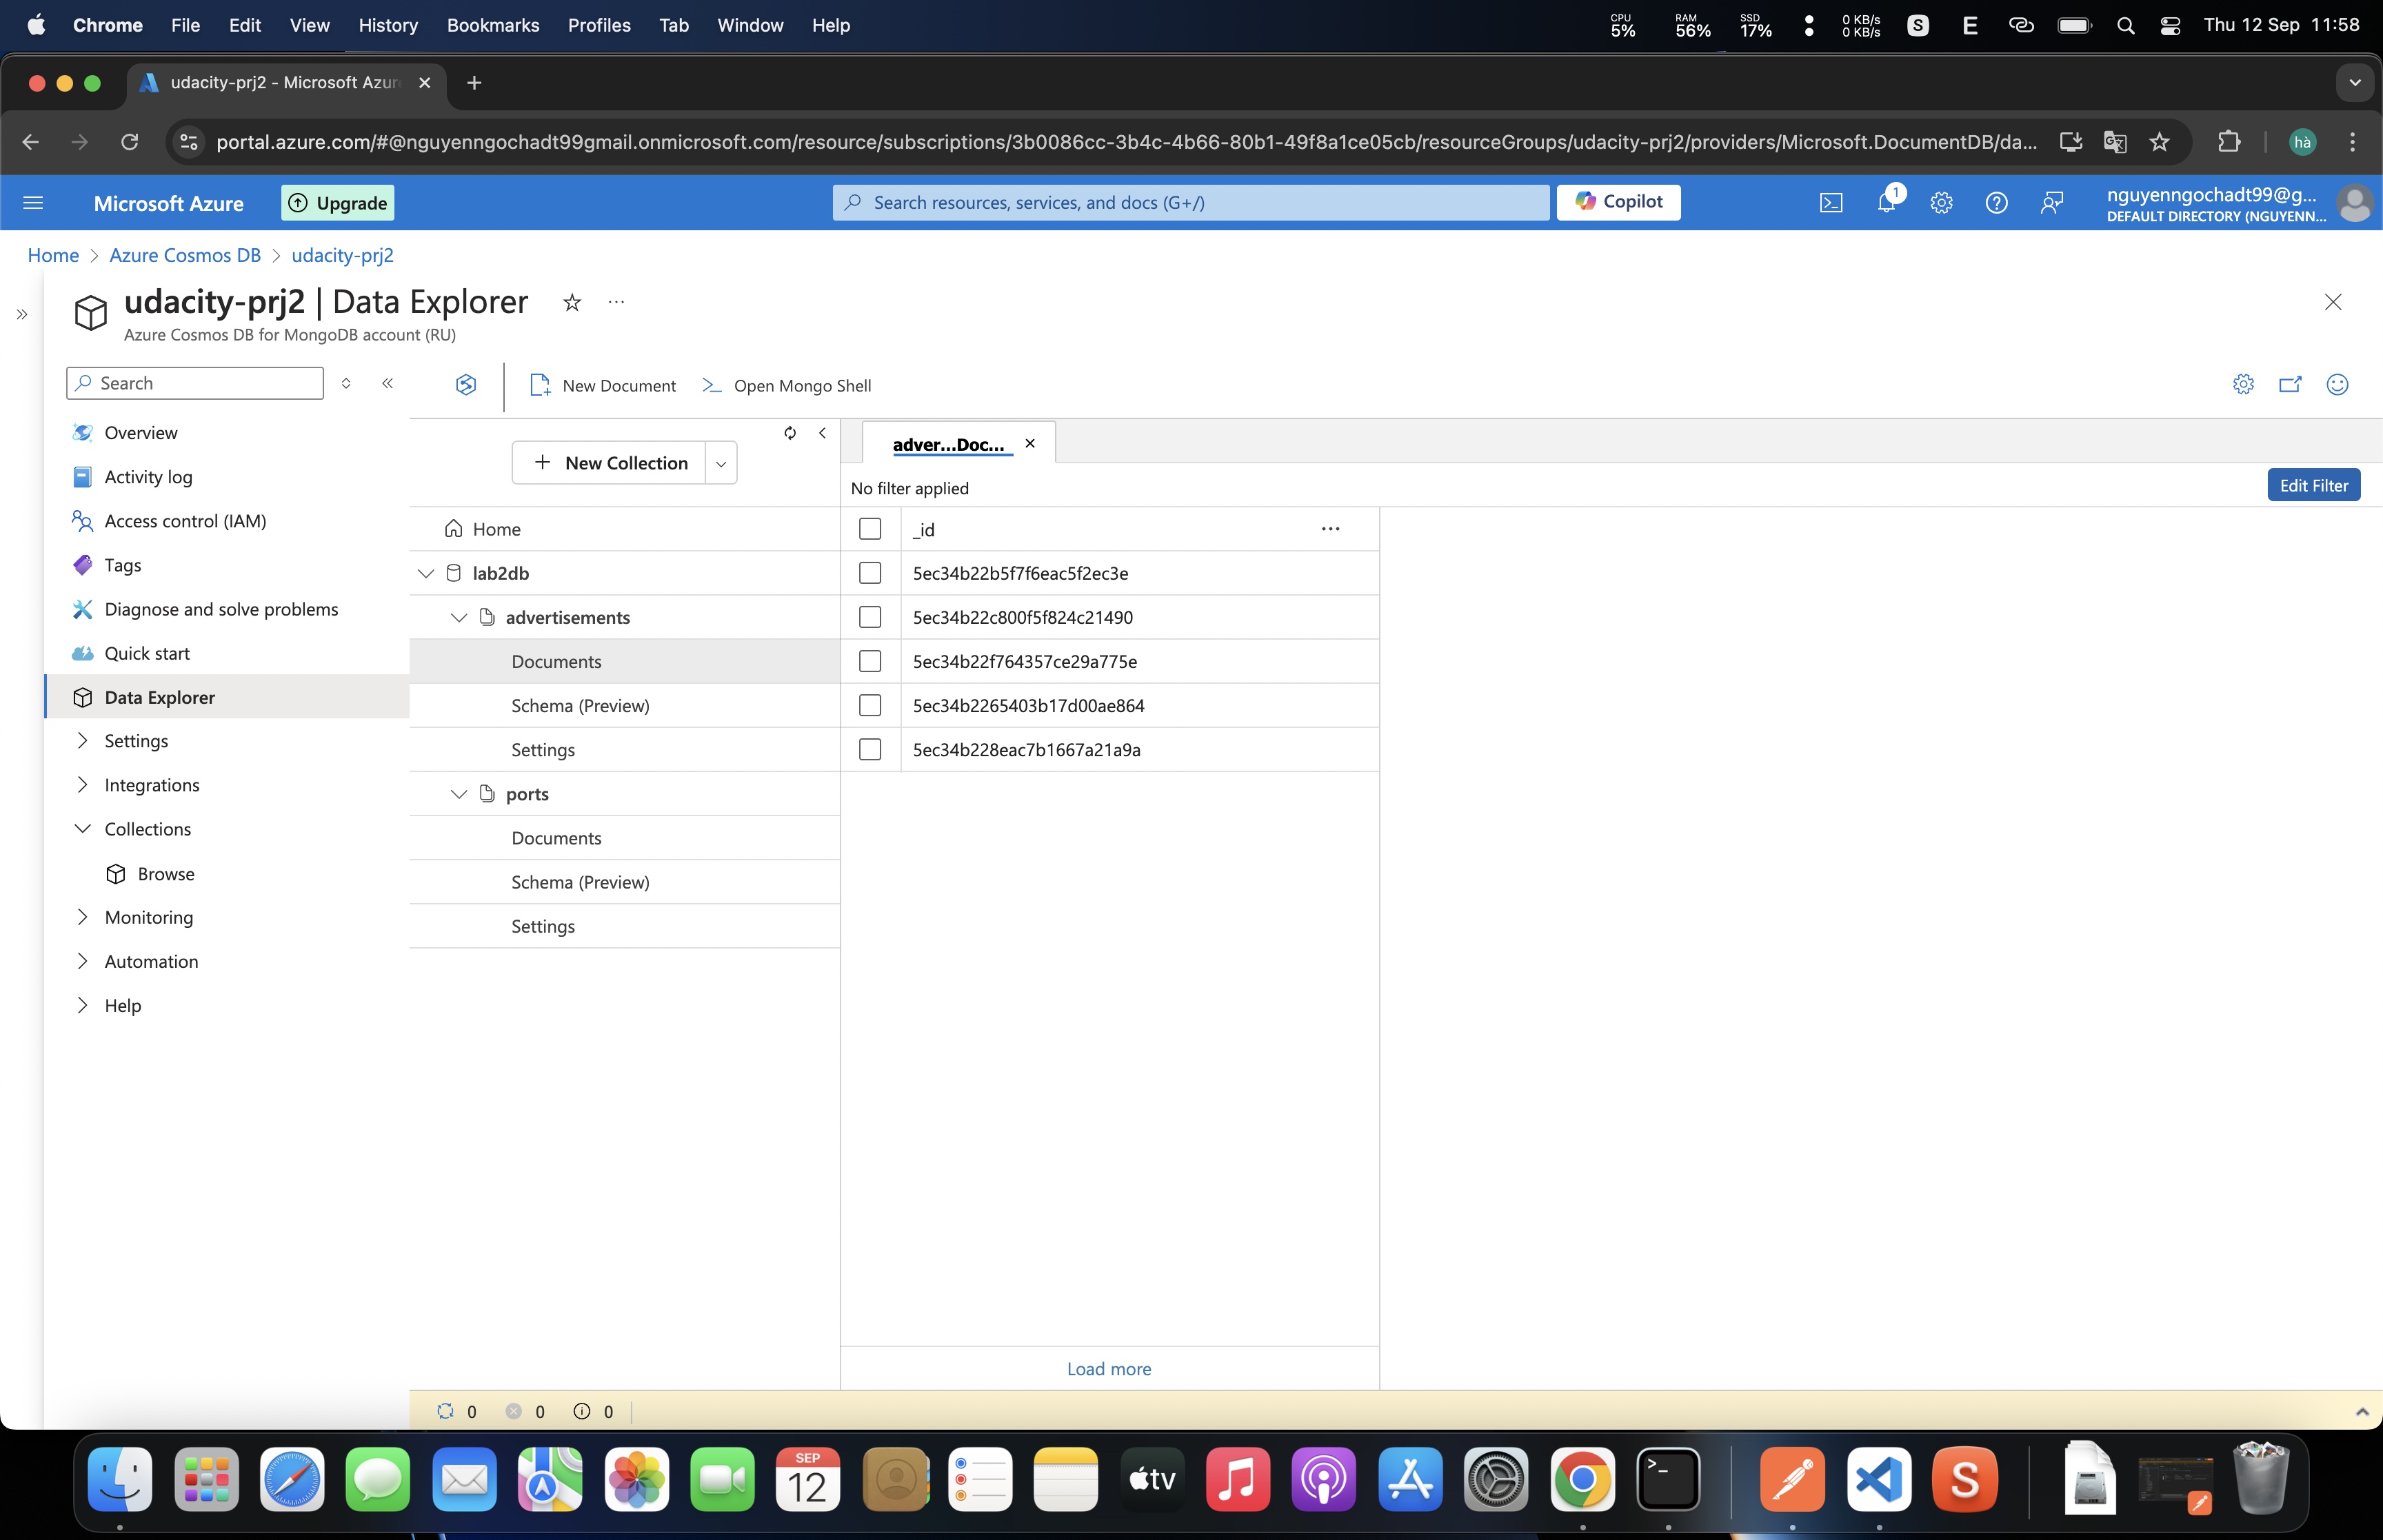 Chrome File Edit View History Bookmarks Profiles Tab Window Help
CPU 5% RAM 56% SSD 17% 0 KB/s 0 KB/s S E Thu 12 Sep 11:58
udacity-prj2 - Microsoft Azur
portal.azure.com/#@nguyenngochadt99gmail.onmicrosoft.com/resource/subscriptions/3b0086cc-3b4c-4b66-80b1-49f8a1ce05cb/resourceGroups/udacity-prj2/providers/Microsoft.DocumentDB/da... hà
Microsoft Azure Upgrade Search resources, services, and docs (G+/) Copilot 1 nguyenngochadt99@g...
DEFAULT DIRECTORY (NGUYENN...
Home > Azure Cosmos DB > udacity-prj2
udacity-prj2 | Data Explorer
Azure Cosmos DB for MongoDB account (RU)
Search
New Document Open Mongo Shell
Overview
Activity log
Access control (IAM)
Tags
Diagnose and solve problems
Quick start
Data Explorer
Settings
Integrations
Collections
Browse
Monitoring
Automation
Help
New Collection
Home
lab2db
advertisements
Documents
Schema (Preview)
Settings
ports
Documents
Schema (Preview)
Settings
adver...Doc...
No filter applied
Edit Filter
_id
5ec34b22b5f7f6eac5f2ec3e
5ec34b22c800f5f824c21490
5ec34b22f764357ce29a775e
5ec34b2265403b17d00ae864
5ec34b228eac7b1667a21a9a
Load more
0 0 0
SEP
12
tv
S